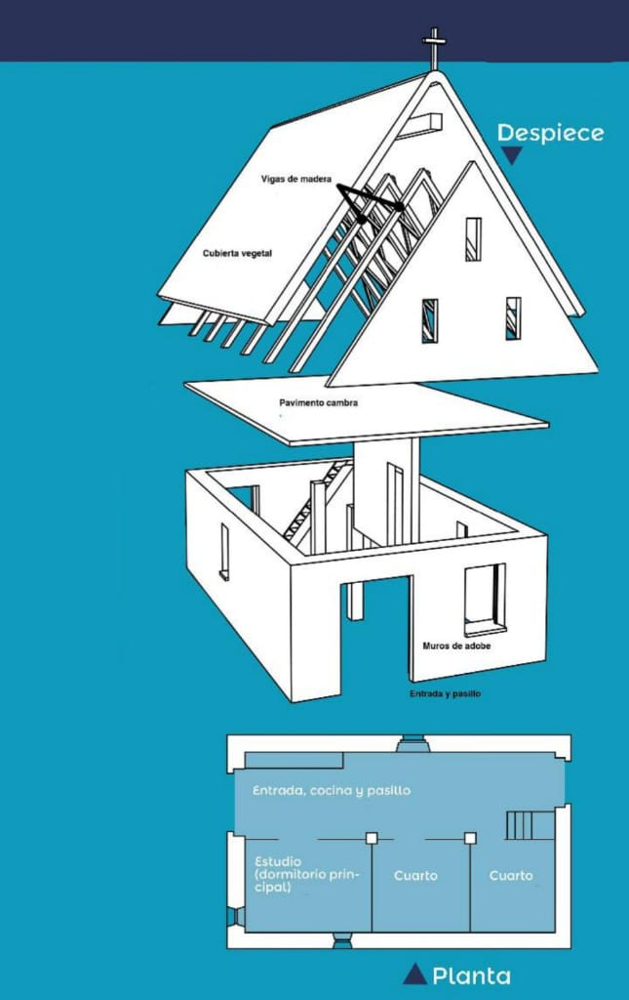 Despiece
Vigas de madera
Cubierta vegetal
Pavimento cambra
Muros de adobe
Entrada y pasillo
Entrada, cocina y pasillo
Estudio
(dormitorio prin-
cipal)
Cuarto
Cuarto
Planta